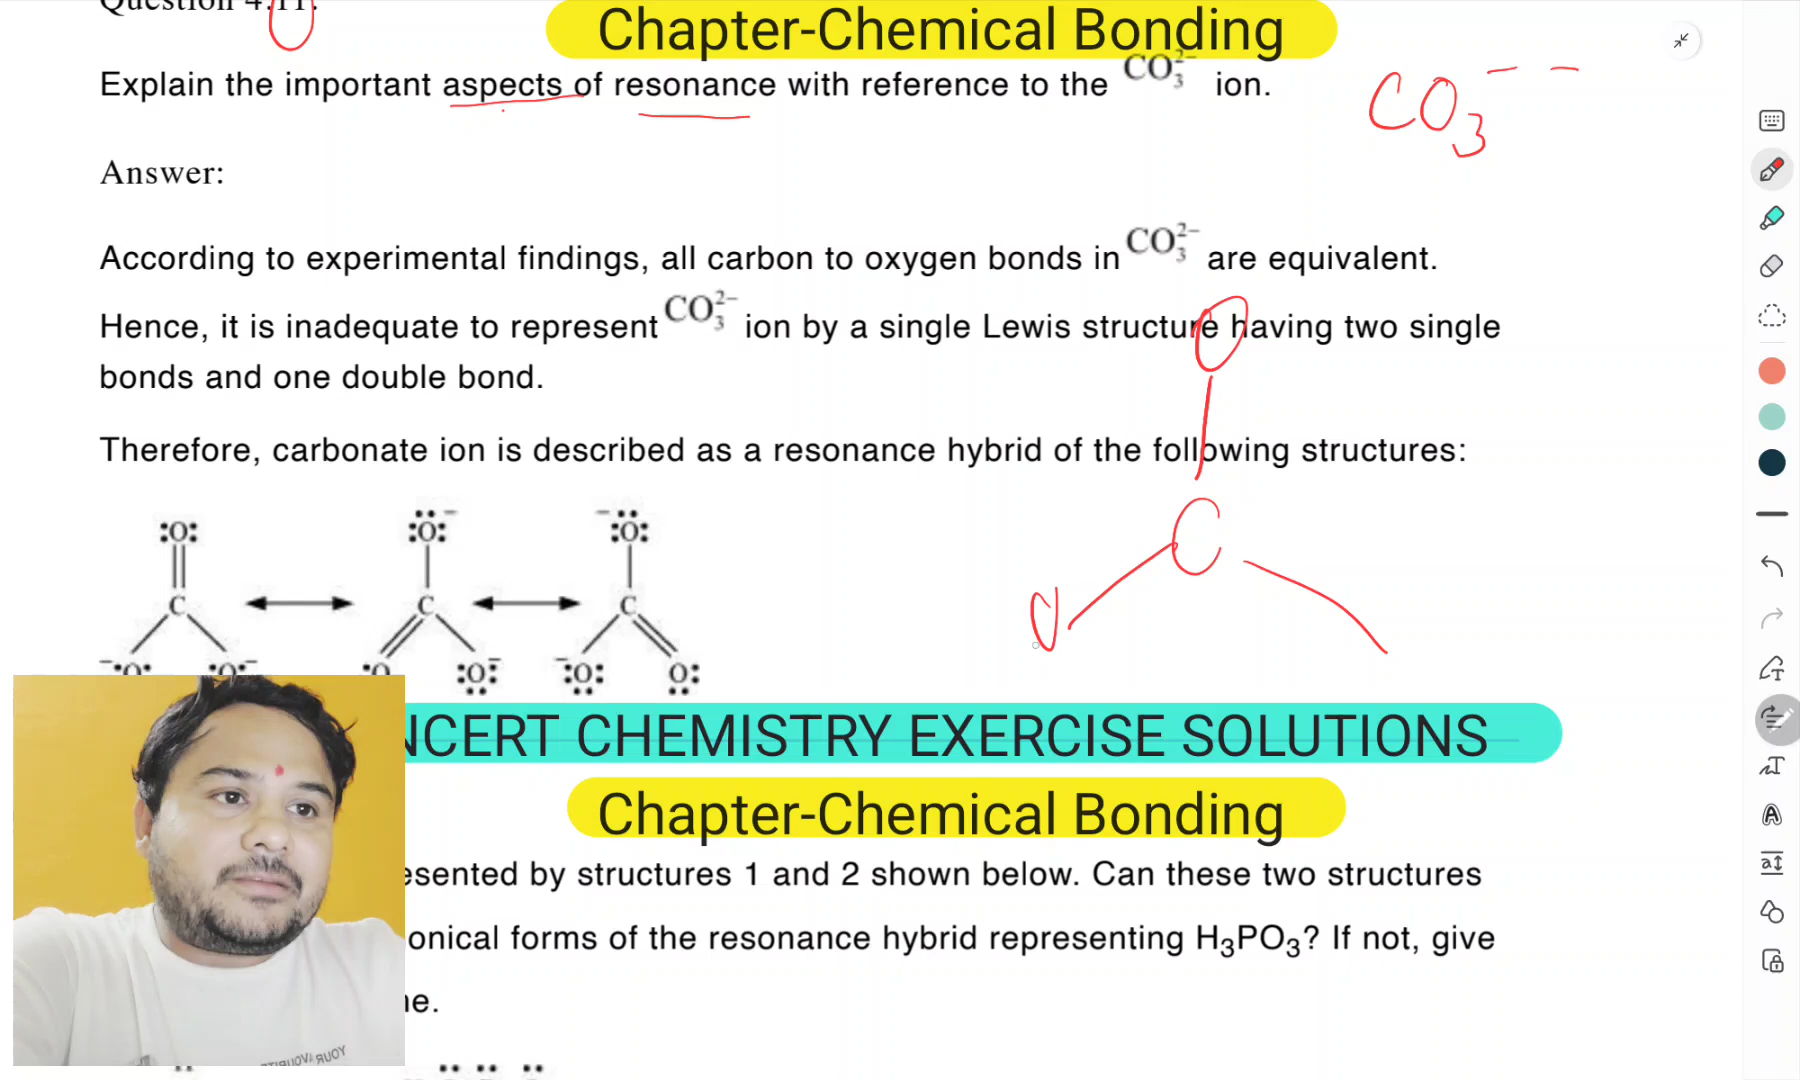 Question 4.11:
Chapter-Chemical Bonding
Explain the important aspects of resonance with reference to the CO₃²⁻ ion.
CO₃⁻ ⁻
Answer:
According to experimental findings, all carbon to oxygen bonds in CO₃²⁻ are equivalent.
Hence, it is inadequate to represent CO₃²⁻ ion by a single Lewis structure having two single
bonds and one double bond.
Therefore, carbonate ion is described as a resonance hybrid of the following structures:
:O: :O:⁻ ⁻:O:
C C C
⁻:O: :O:⁻ :O :O:⁻ ⁻:O: O:
O
C
O
NCERT CHEMISTRY EXERCISE SOLUTIONS
Chapter-Chemical Bonding
esented by structures 1 and 2 shown below. Can these two structures
onical forms of the resonance hybrid representing H₃PO₃? If not, give
ne.